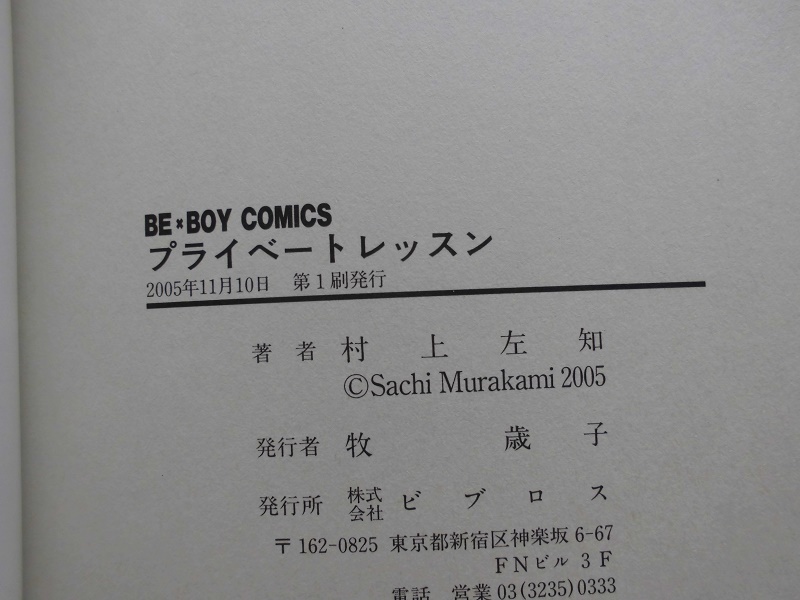 BE×BOY COMICS
プライベートレッスン
2005年11月10日 第1刷発行
著者 村上左知
©Sachi Murakami 2005
発行者 牧歳子
発行所 株式会社 ビブロス
〒162-0825 東京都新宿区神楽坂6-67
FNビル 3F
電話 営業03(3235)0333